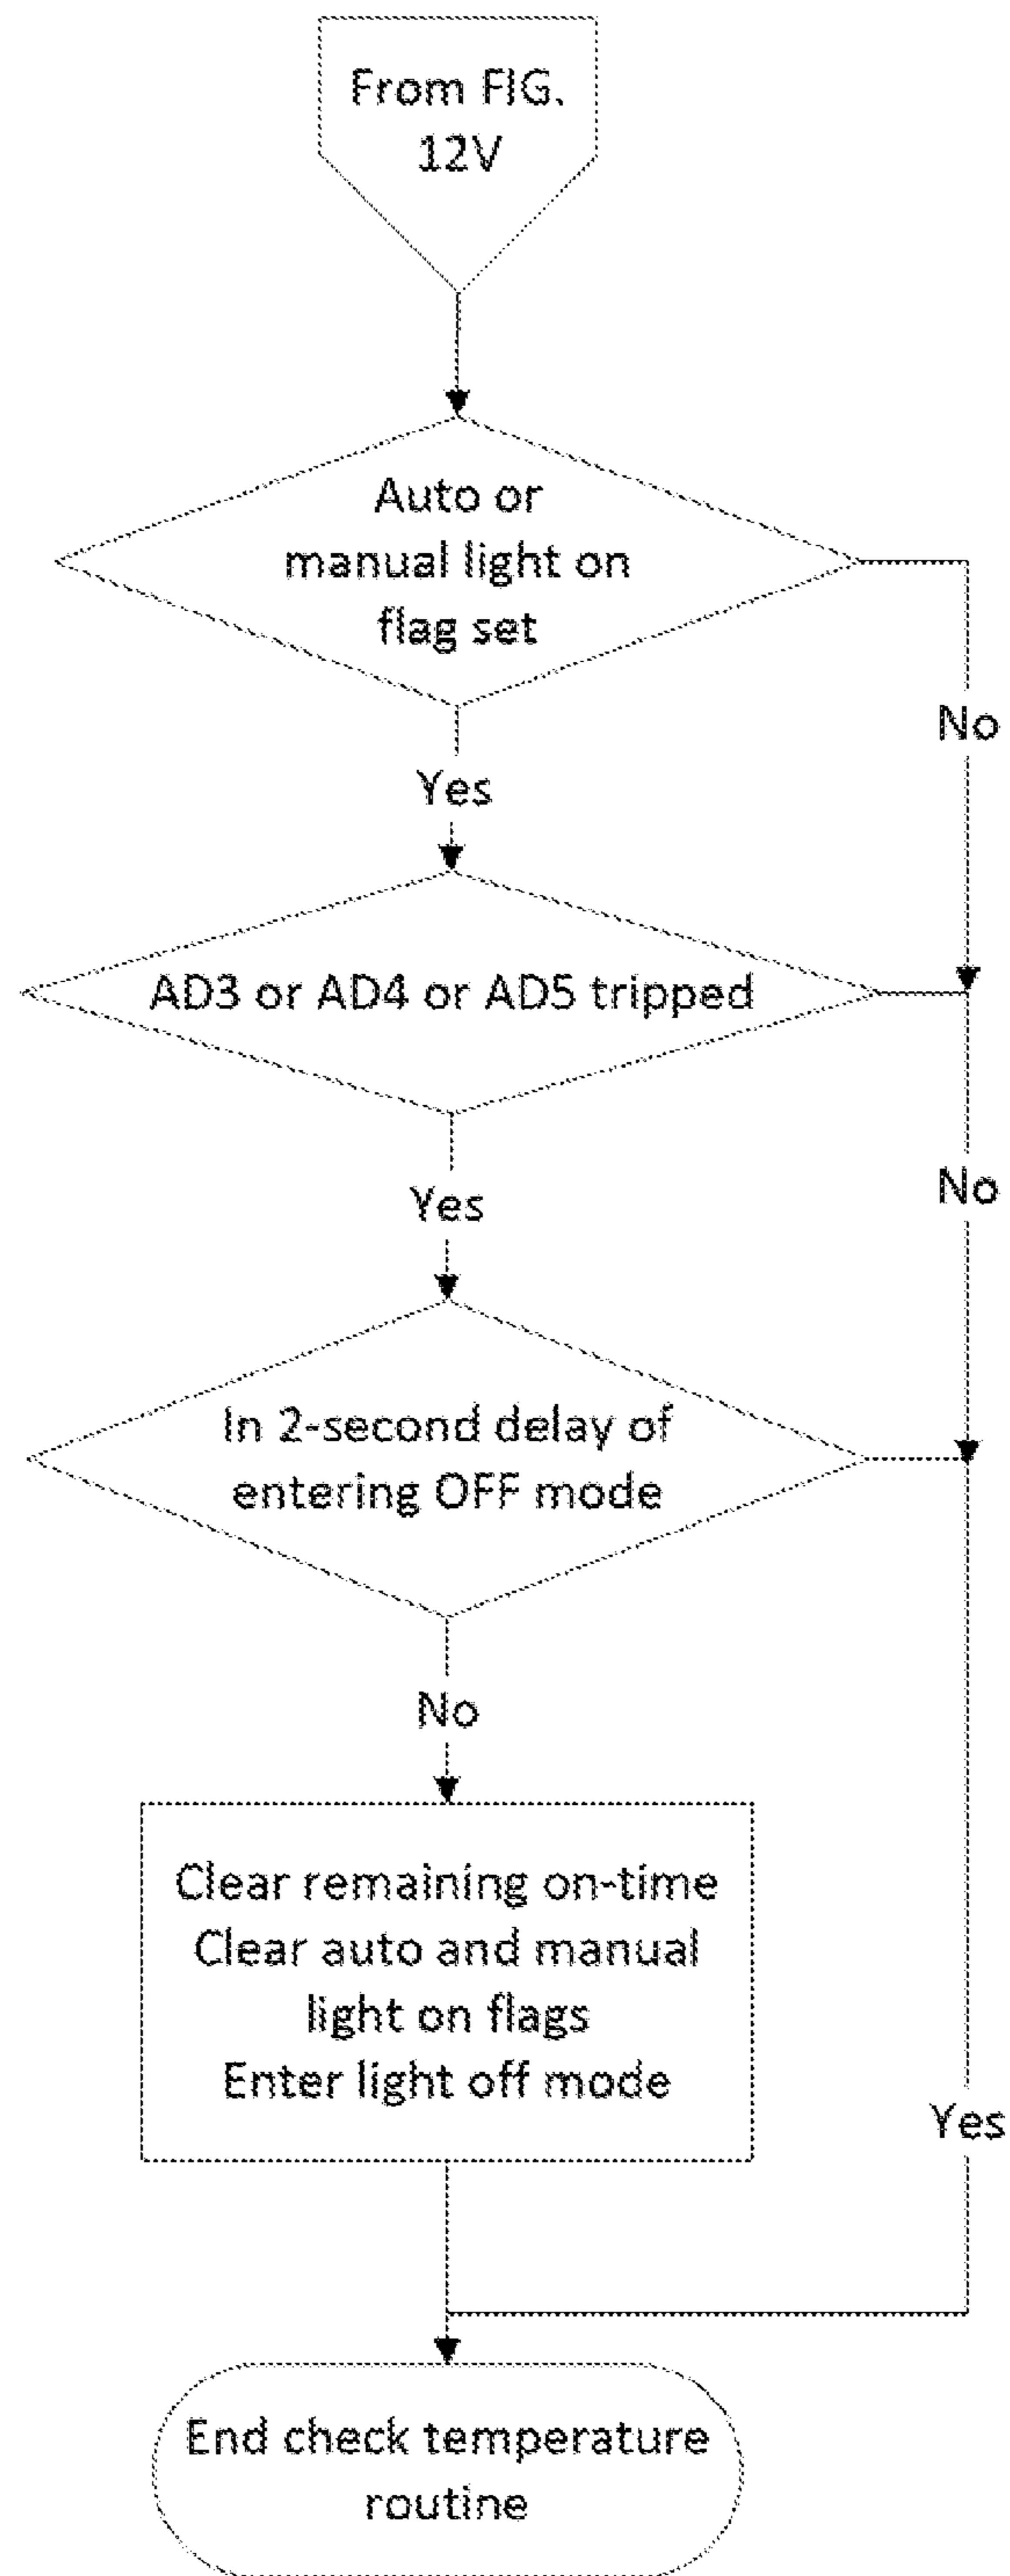 From FIG.
12V
Auto or
manual light on
flag set
No
Yes
AD3 or AD4 or AD5 tripped
No
Yes
In 2-second delay of
entering OFF mode
No
Clear remaining on-time
Clear auto and manual
light on flags
Enter light off mode
Yes
End check temperature
routine